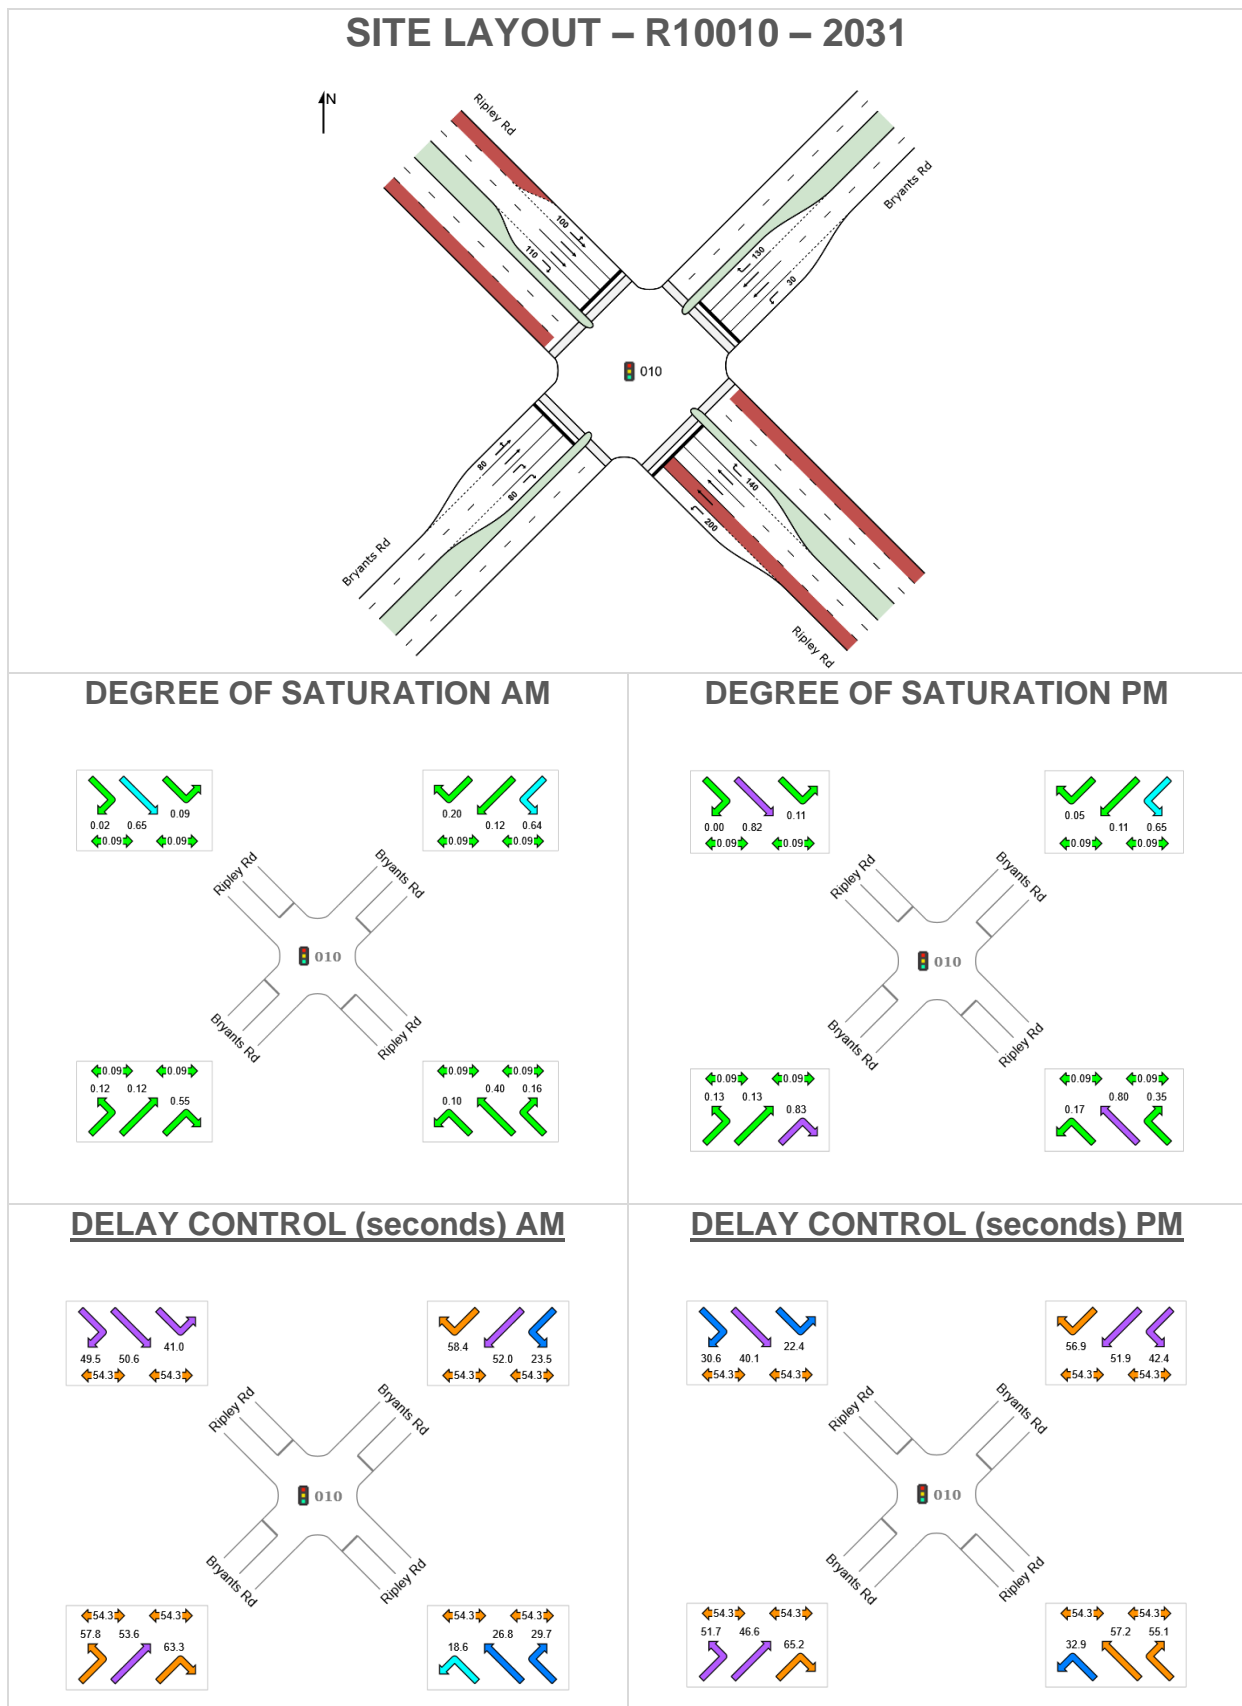 SITE LAYOUT – R10010 – 2031
N
Ripley Rd
Bryants Rd
100
110
130
30
010
80
80
140
200
Bryants Rd
Ripley Rd
DEGREE OF SATURATION AM
0.09
0.02 0.65
0.09 0.09
0.20
0.12 0.64
0.09 0.09
Ripley Rd
Bryants Rd
010
Bryants Rd
Ripley Rd
0.09 0.09
0.12 0.12
0.55
0.09 0.09
0.40 0.16
0.10
DEGREE OF SATURATION PM
0.11
0.00 0.82
0.09 0.09
0.05
0.11 0.65
0.09 0.09
Ripley Rd
Bryants Rd
010
Bryants Rd
Ripley Rd
0.09 0.09
0.13 0.13
0.83
0.09 0.09
0.80 0.35
0.17
DELAY CONTROL (seconds) AM
41.0
49.5 50.6
54.3 54.3
58.4
52.0 23.5
54.3 54.3
Ripley Rd
Bryants Rd
010
Bryants Rd
Ripley Rd
54.3 54.3
57.8 53.6
63.3
54.3 54.3
26.8 29.7
18.6
DELAY CONTROL (seconds) PM
22.4
30.6 40.1
54.3 54.3
56.9
51.9 42.4
54.3 54.3
Ripley Rd
Bryants Rd
010
Bryants Rd
Ripley Rd
54.3 54.3
51.7 46.6
65.2
54.3 54.3
57.2 55.1
32.9